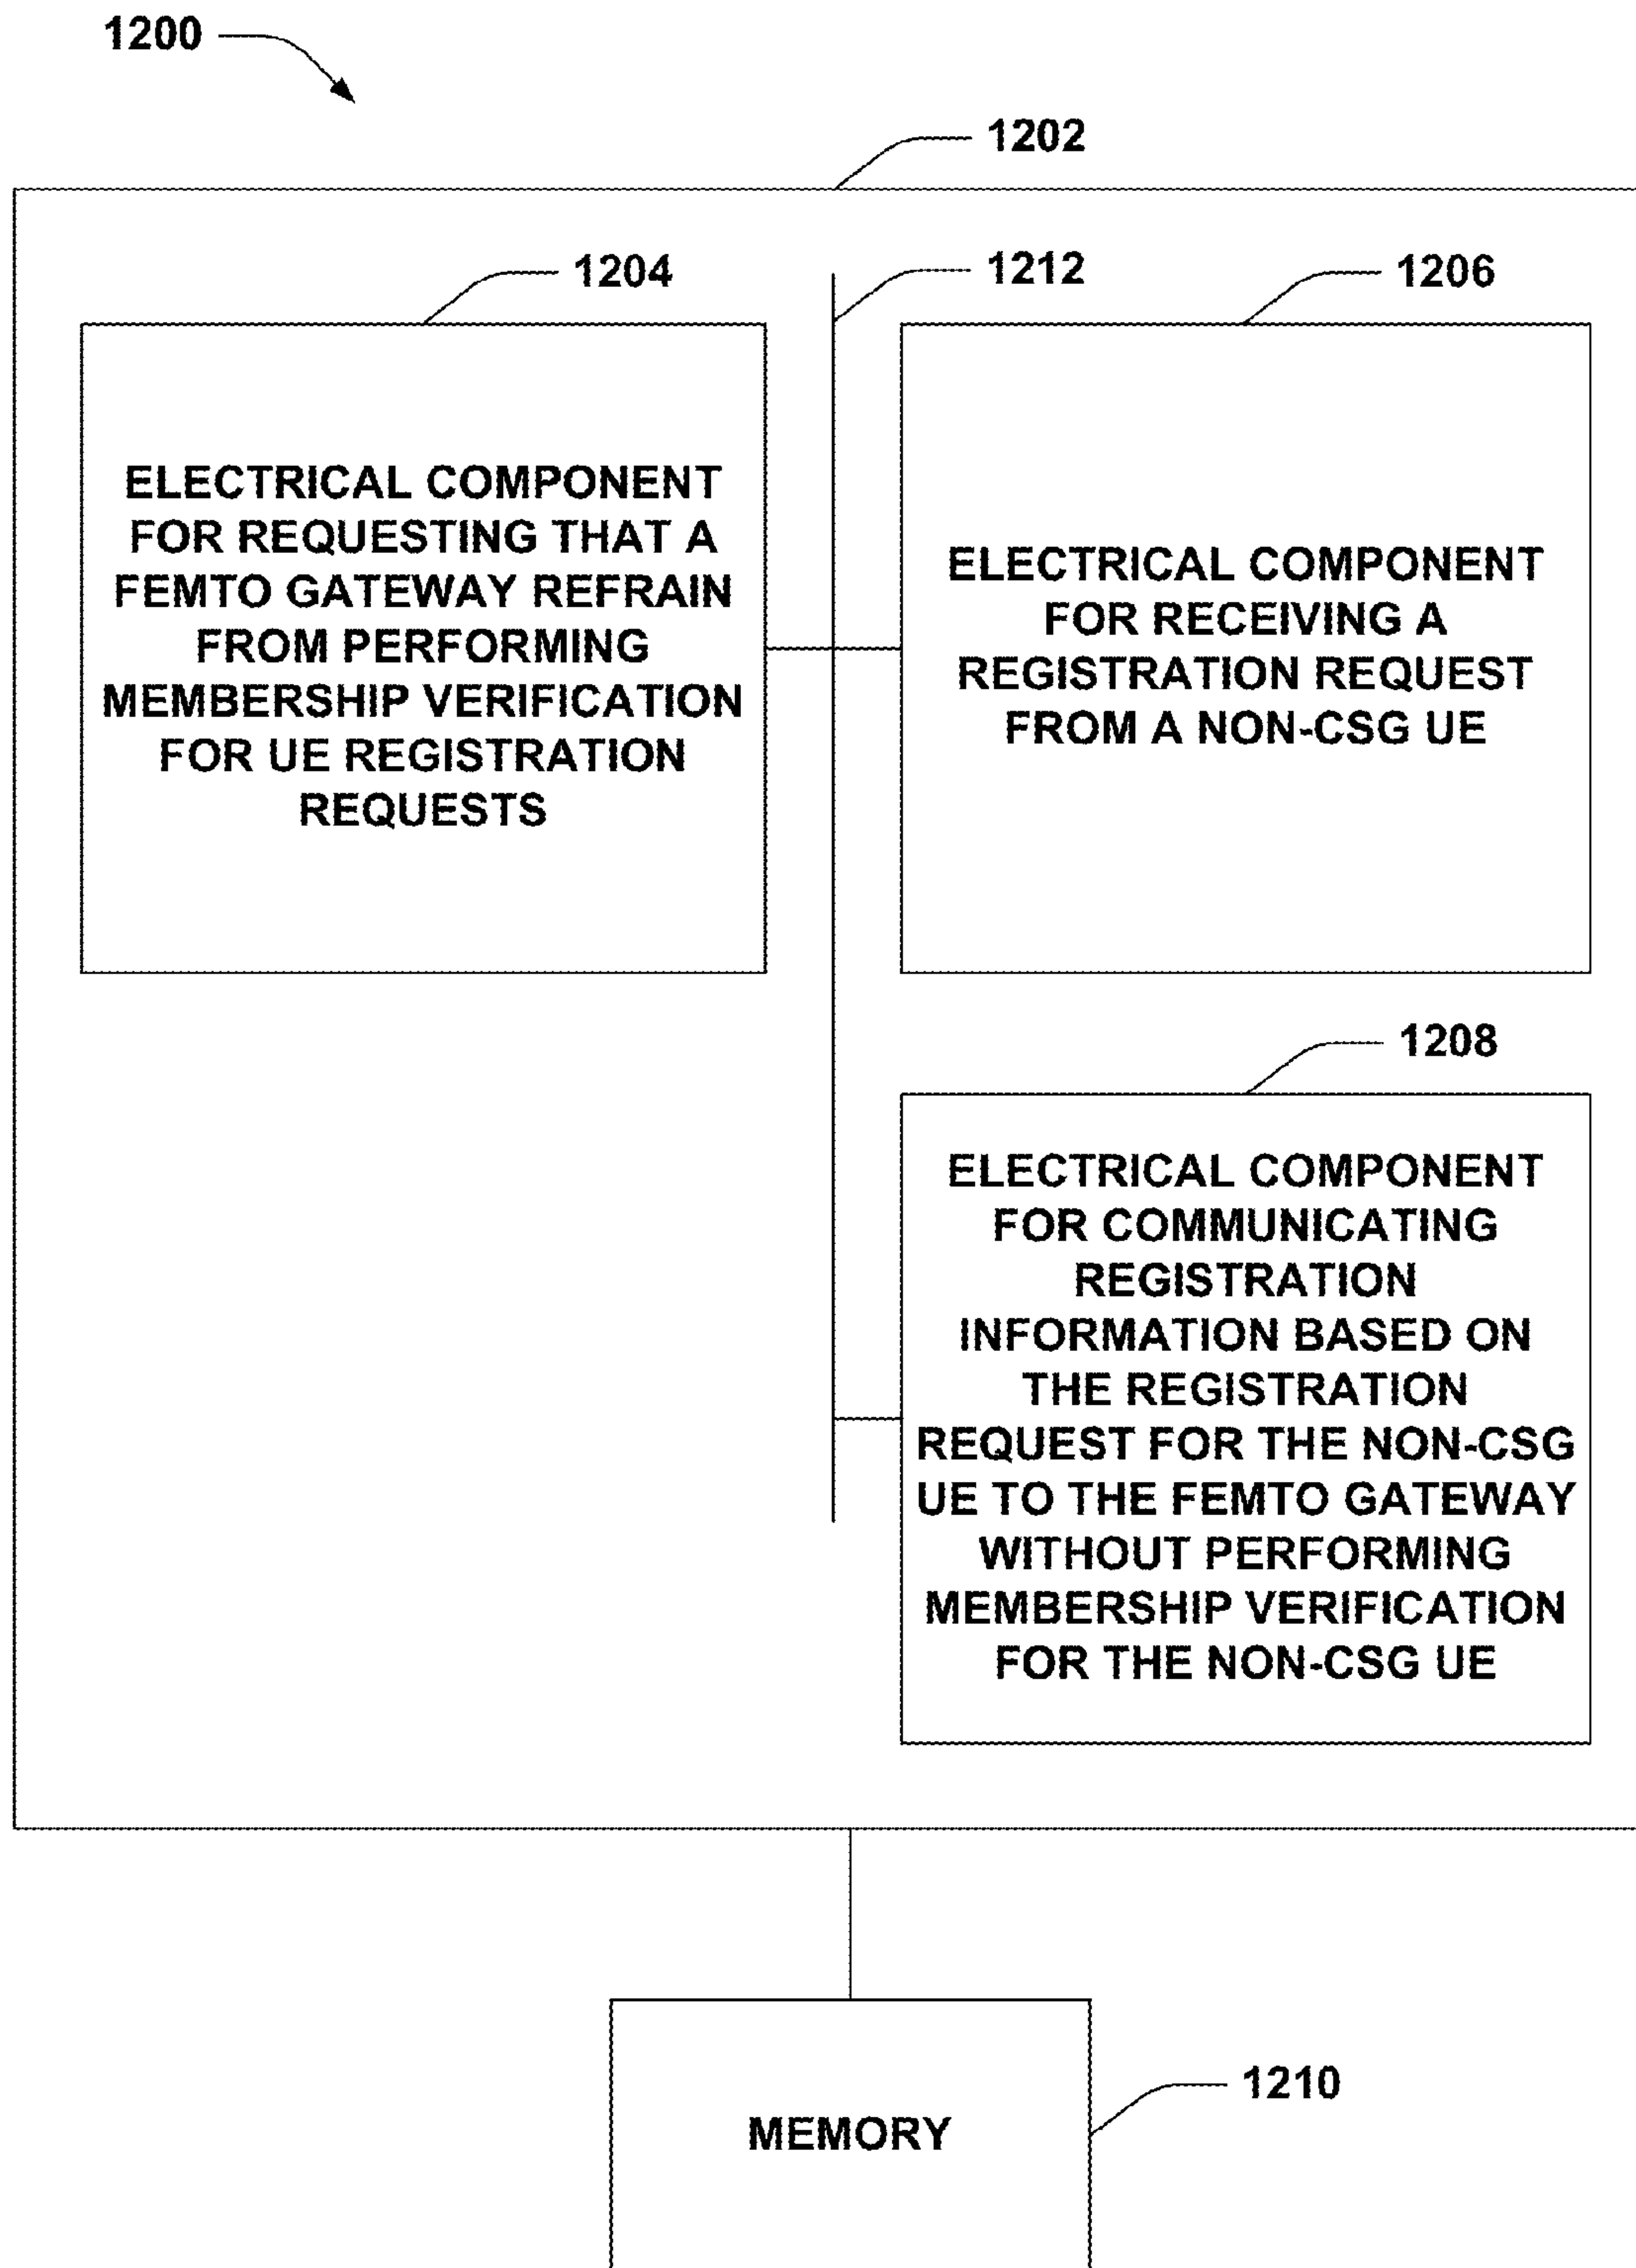 1200
1202
1204
1212
1206
ELECTRICAL COMPONENT
FOR REQUESTING THAT A
FEMTO GATEWAY REFRAIN
FROM PERFORMING
MEMBERSHIP VERIFICATION
FOR UE REGISTRATION
REQUESTS
ELECTRICAL COMPONENT
FOR RECEIVING A
REGISTRATION REQUEST
FROM A NON-CSG UE
1208
ELECTRICAL COMPONENT
FOR COMMUNICATING
REGISTRATION
INFORMATION BASED ON
THE REGISTRATION
REQUEST FOR THE NON-CSG
UE TO THE FEMTO GATEWAY
WITHOUT PERFORMING
MEMBERSHIP VERIFICATION
FOR THE NON-CSG UE
1210
MEMORY